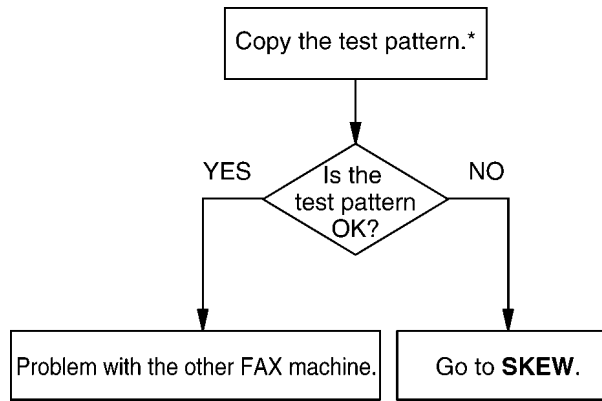 Copy the test pattern.*
YES
Is the
test pattern
OK?
NO
Problem with the other FAX machine.
Go to SKEW.